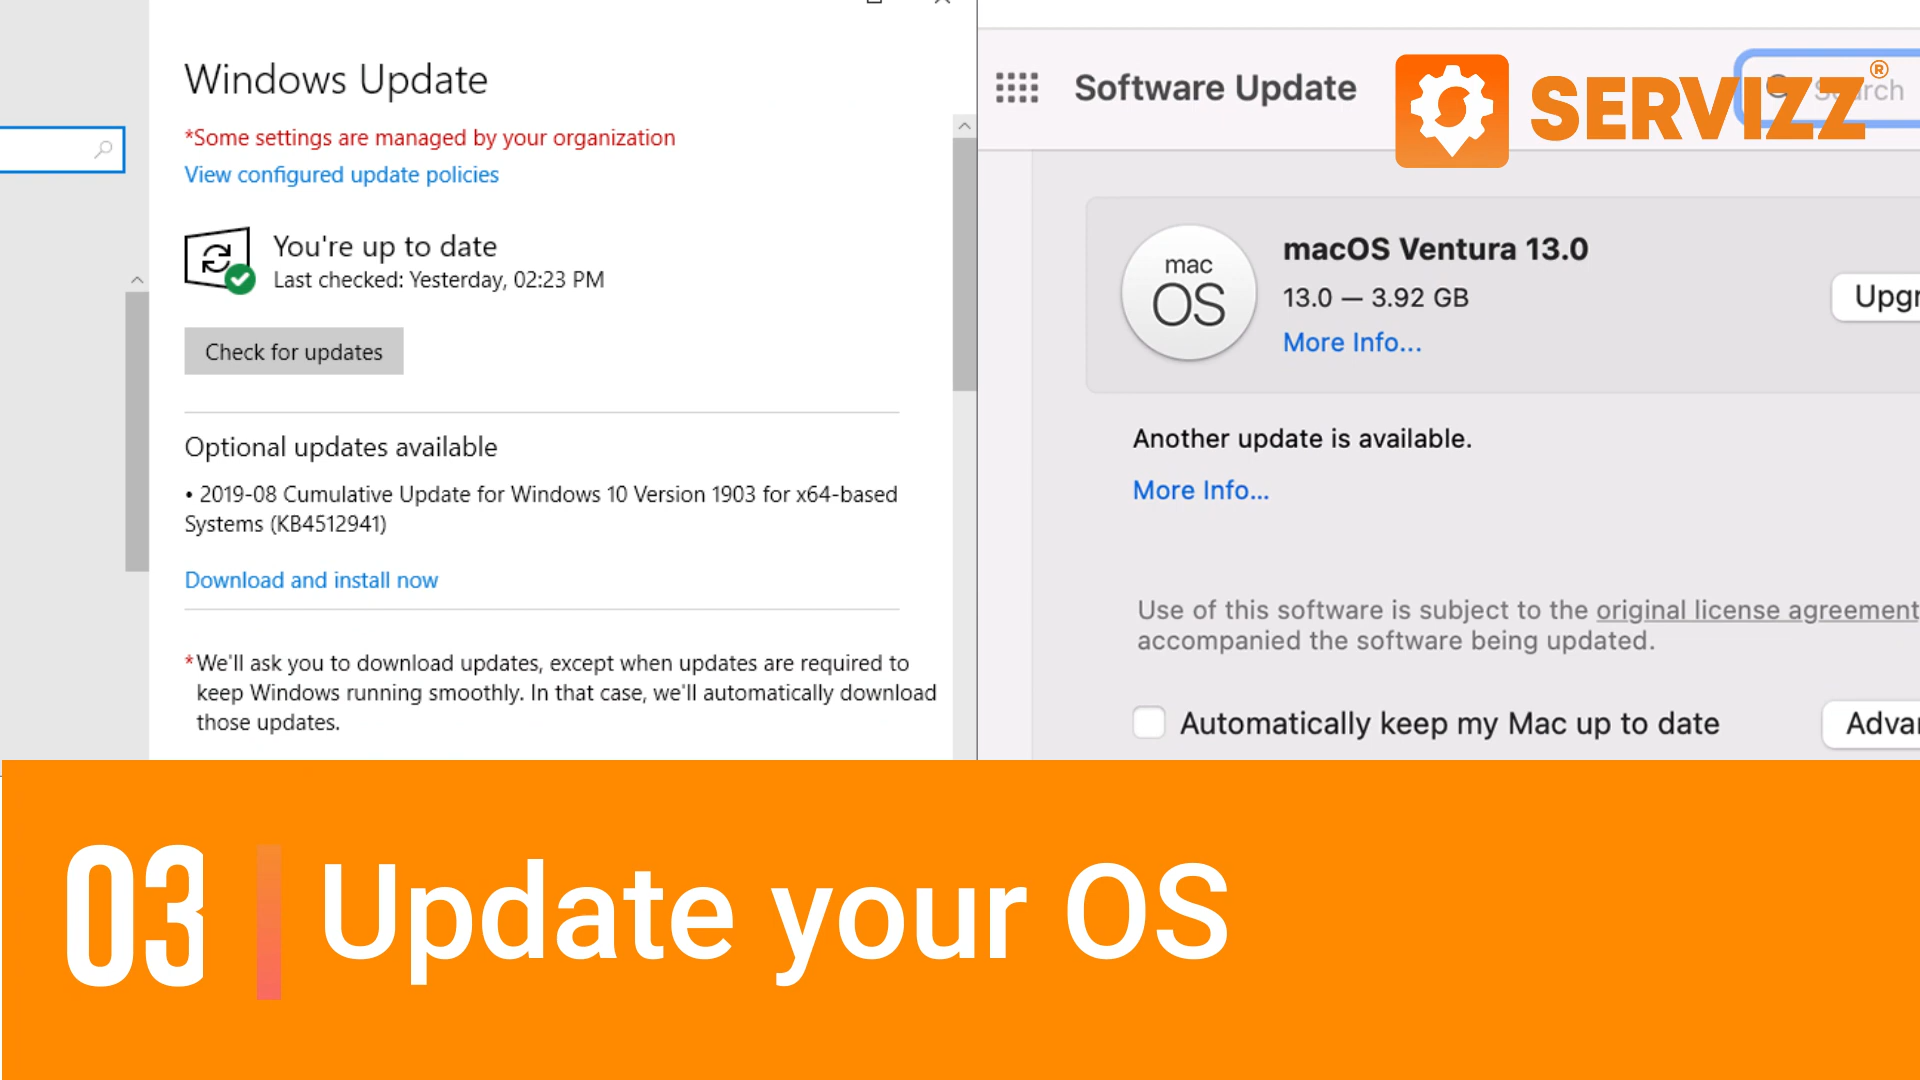 Windows Update
*Some settings are managed by your organization
View configured update policies
You're up to date
Last checked: Yesterday, 02:23 PM
Check for updates
Optional updates available
• 2019-08 Cumulative Update for Windows 10 Version 1903 for x64-based
Systems (KB4512941)
Download and install now
*We'll ask you to download updates, except when updates are required to
keep Windows running smoothly. In that case, we'll automatically download
those updates.
Software Update
SERVIZZ®
Search
mac
OS
macOS Ventura 13.0
13.0 — 3.92 GB
More Info...
Upgr
Another update is available.
More Info...
Use of this software is subject to the original license agreement
accompanied the software being updated.
Automatically keep my Mac up to date
Advan
03
Update your OS